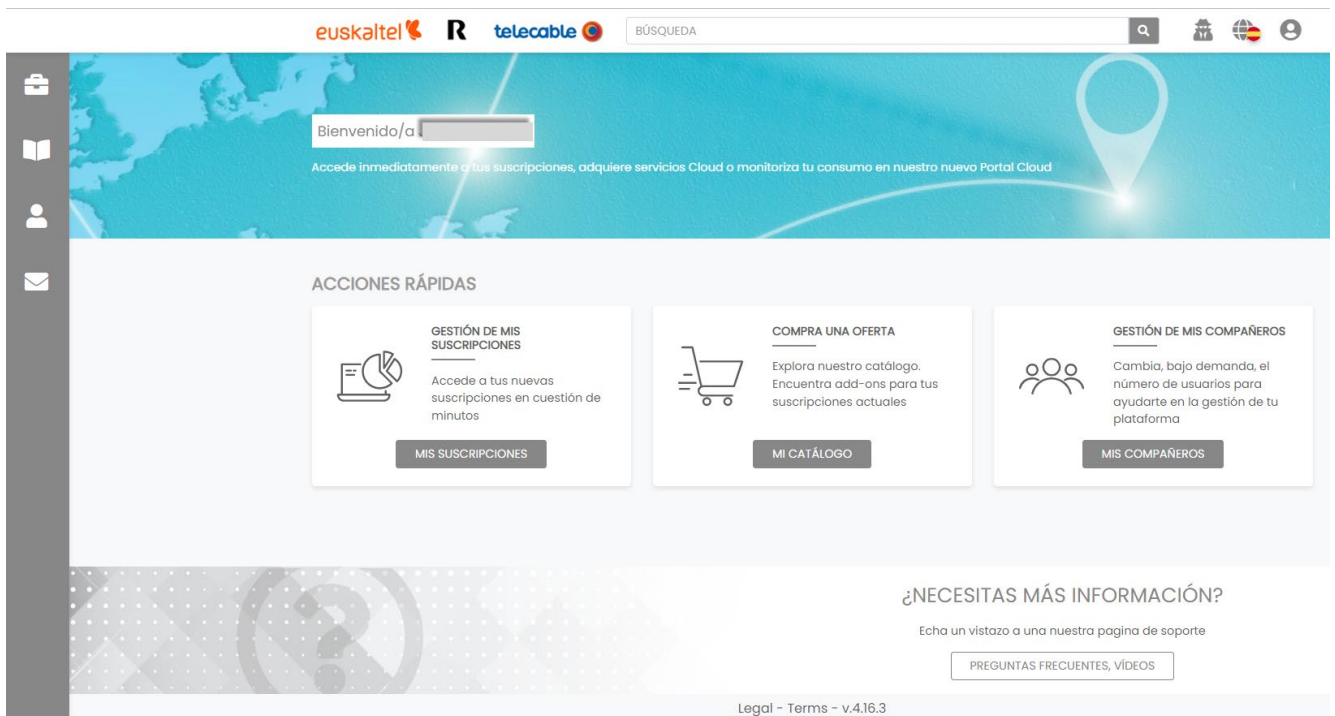 euskaltel R telecable BÚSQUEDA
Bienvenido/a
Accede inmediatamente a tus suscripciones, adquiere servicios Cloud o monitoriza tu consumo en nuestro nuevo Portal Cloud
ACCIONES RÁPIDAS
GESTIÓN DE MIS
SUSCRIPCIONES
Accede a tus nuevas
suscripciones en cuestión de
minutos
MIS SUSCRIPCIONES
COMPRA UNA OFERTA
Explora nuestro catálogo.
Encuentra add-ons para tus
suscripciones actuales
MI CATÁLOGO
GESTIÓN DE MIS COMPAÑEROS
Cambia, bajo demanda, el
número de usuarios para
ayudarte en la gestión de tu
plataforma
MIS COMPAÑEROS
¿NECESITAS MÁS INFORMACIÓN?
Echa un vistazo a una nuestra pagina de soporte
PREGUNTAS FRECUENTES, VÍDEOS
Legal - Terms - v.4.16.3